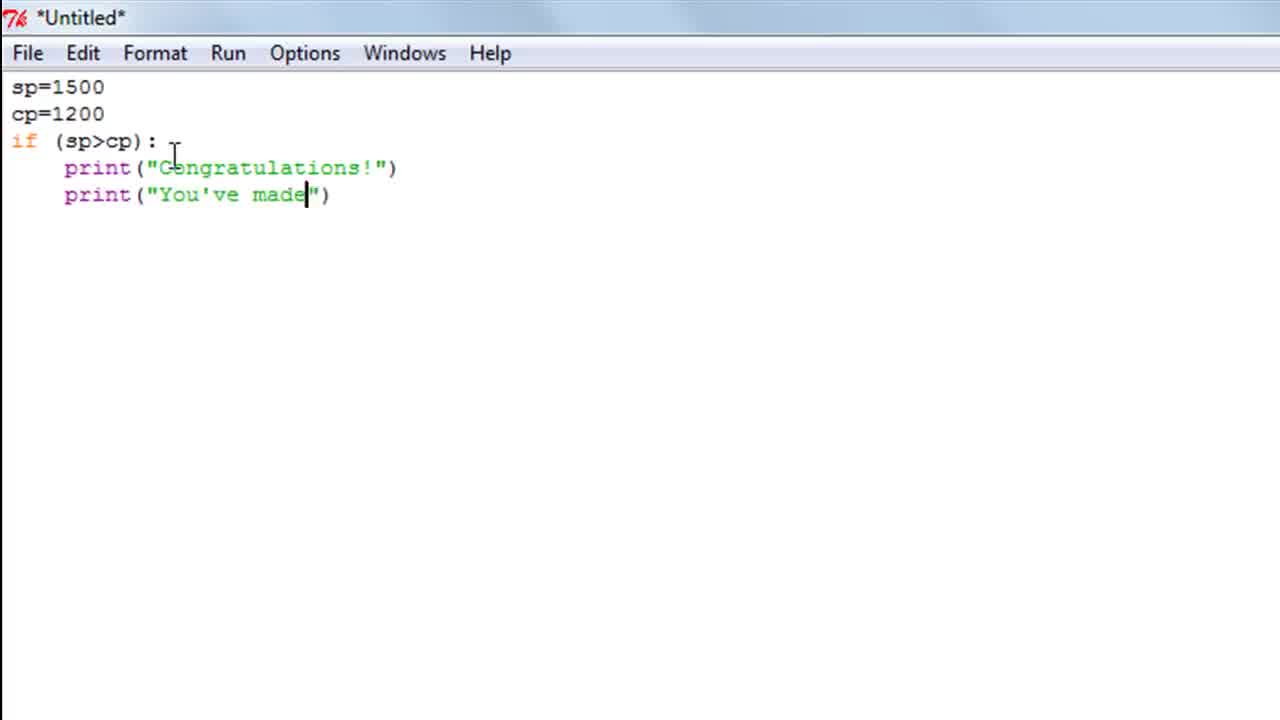 *Untitled*
File Edit Format Run Options Windows Help
sp=1500
cp=1200
if (sp>cp):
    print("Congratulations!")
    print("You've made")